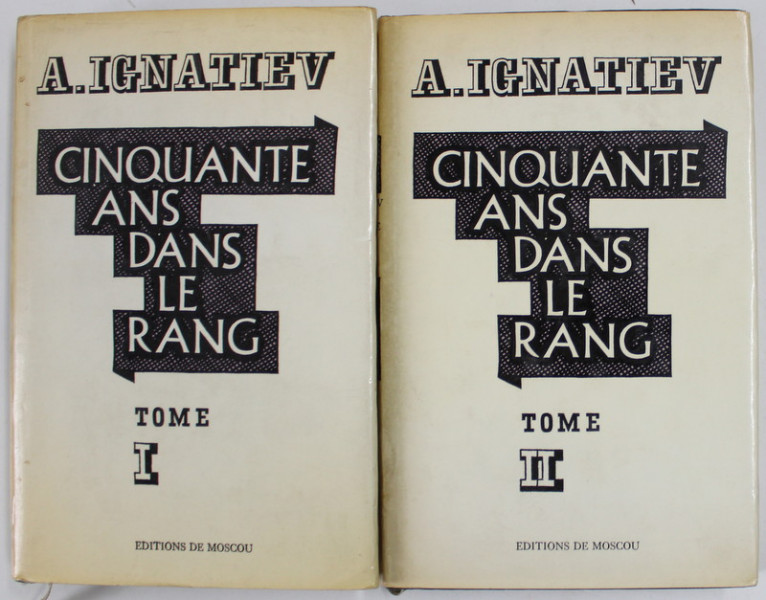 A. IGNATIEV
CINQUANTE
ANS
DANS
LE
RANG
TOME
I
EDITIONS DE MOSCOU
A. IGNATIEV
CINQUANTE
ANS
DANS
LE
RANG
TOME
II
EDITIONS DE MOSCOU